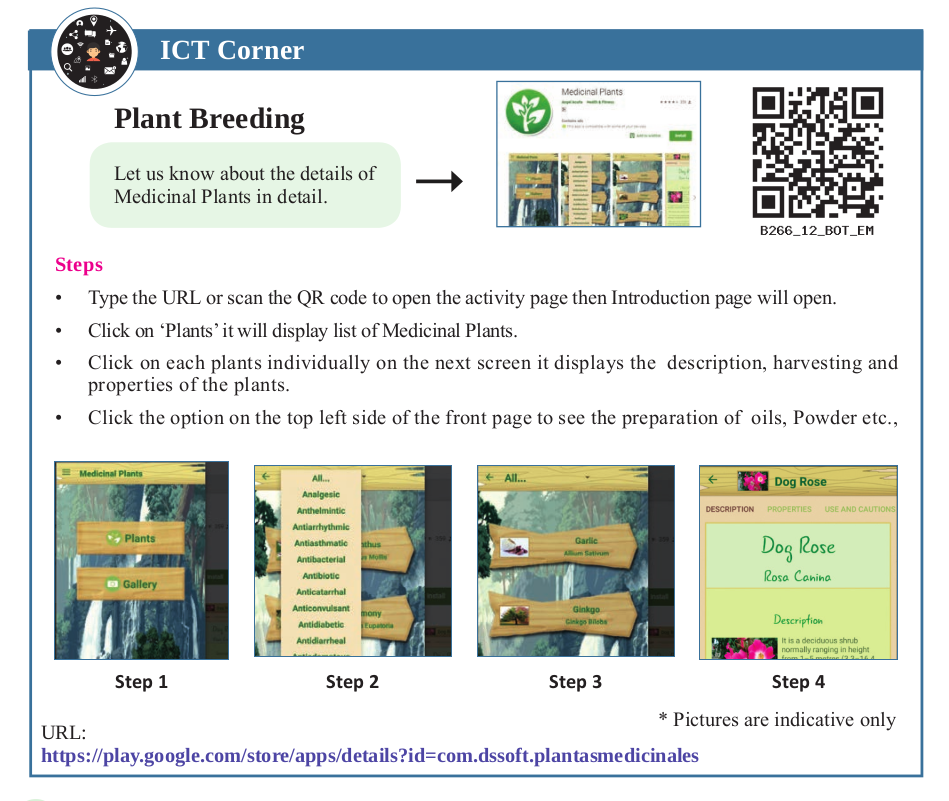 ICT Corner
Plant Breeding
Let us know about the details of
Medicinal Plants in detail.
Medicinal Plants
Health & Fitness
Add to wishlist
Install
B266_12_BOT_EM
Steps
• Type the URL or scan the QR code to open the activity page then Introduction page will open.
• Click on ‘Plants’ it will display list of Medicinal Plants.
• Click on each plants individually on the next screen it displays the description, harvesting and
properties of the plants.
• Click the option on the top left side of the front page to see the preparation of oils, Powder etc.,
Medicinal Plants
Plants
Gallery
Step 1
All...
Analgesic
Anthelmintic
Antiarrhythmic
Antiasthmatic
Antibacterial
Antibiotic
Anticatarrhal
Anticonvulsant
Antidiabetic
Antidiarrheal
Step 2
All...
Garlic
Allium Sativum
Ginkgo
Ginkgo Biloba
Step 3
Dog Rose
DESCRIPTION PROPERTIES USE AND CAUTIONS
Dog Rose
Rosa Canina
Description
It is a deciduous shrub
normally ranging in height
Step 4
* Pictures are indicative only
URL:
https://play.google.com/store/apps/details?id=com.dssoft.plantasmedicinales